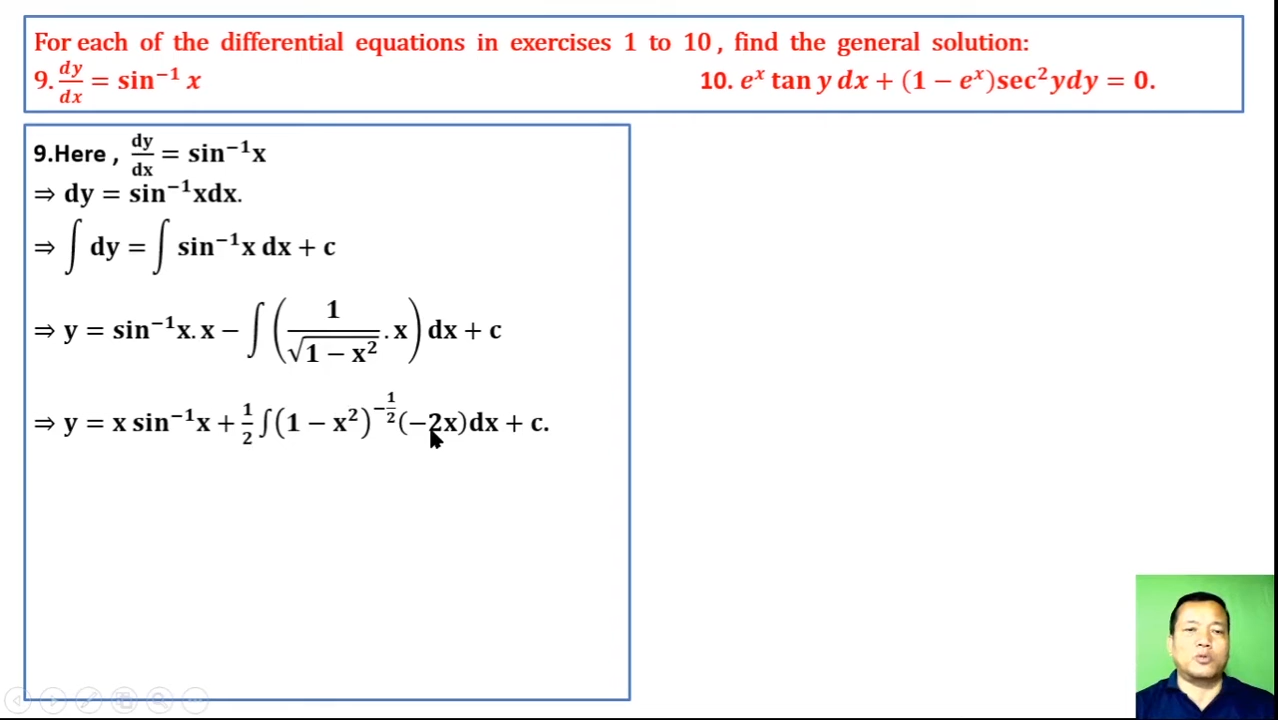 For each of the differential equations in exercises 1 to 10 , find the general solution:
9. dy/dx = sin⁻¹ x
10. eˣ tan y dx + (1 − eˣ)sec²ydy = 0.
9.Here , dy/dx = sin⁻¹x
⇒ dy = sin⁻¹xdx.
⇒ ∫ dy = ∫ sin⁻¹x dx + c
⇒ y = sin⁻¹x. x − ∫ (1/√(1 − x²) . x) dx + c
⇒ y = x sin⁻¹x + 1/2 ∫(1 − x²)^(−1/2) (−2x)dx + c.